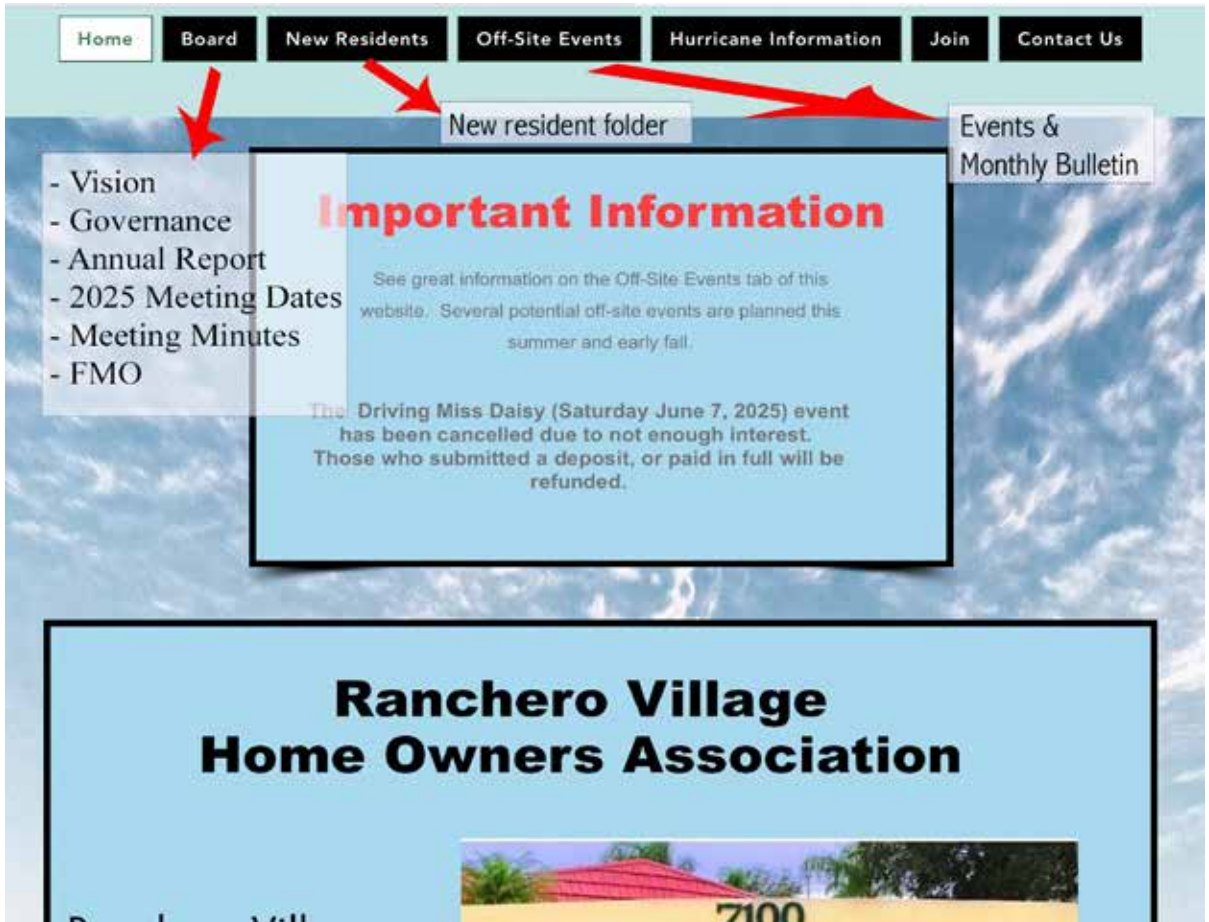 Home Board New Residents Off-Site Events Hurricane Information Join Contact Us
New resident folder
Events &
Monthly Bulletin
- Vision
- Governance
- Annual Report
- 2025 Meeting Dates
- Meeting Minutes
- FMO
Important Information
See great information on the Off-Site Events tab of this
website. Several potential off-site events are planned this
summer and early fall.
The Driving Miss Daisy (Saturday June 7, 2025) event
has been cancelled due to not enough interest.
Those who submitted a deposit, or paid in full will be
refunded.
Ranchero Village
Home Owners Association
7100